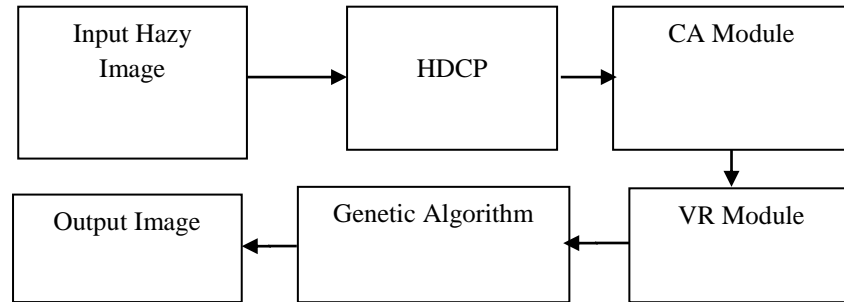 Input Hazy
Image
HDCP
CA Module
VR Module
Genetic Algorithm
Output Image